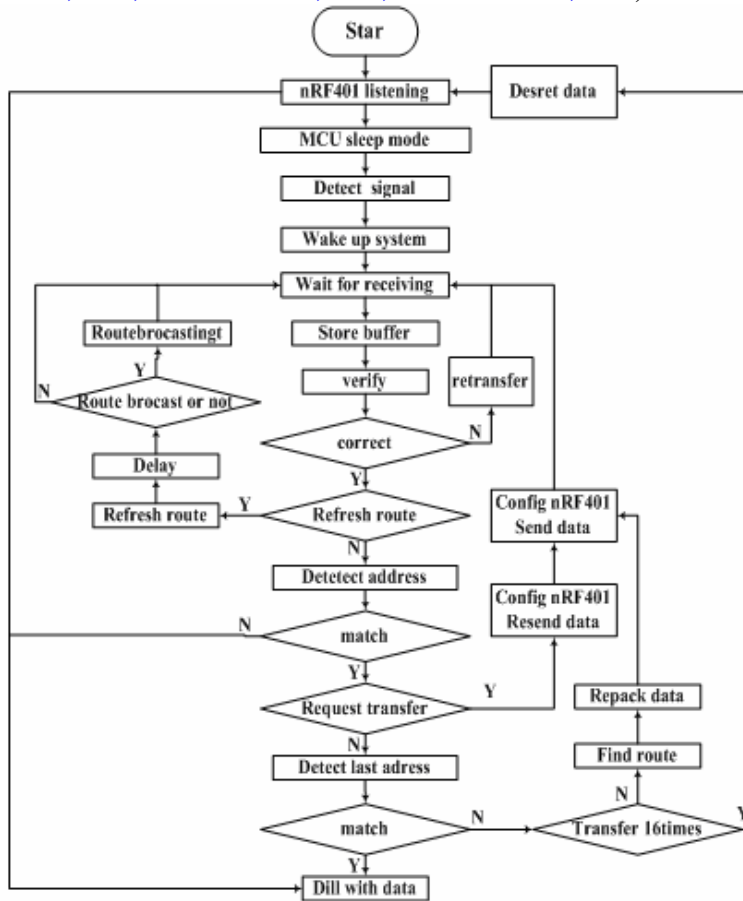 Star
nRF401 listening
Desret data
MCU sleep mode
Detect signal
Wake up system
Wait for receiving
Routebrocastingt
Store buffer
Y
verify
retransfer
N
Route brocast or not
correct
N
Delay
Y
Refresh route
Y
Refresh route
Config nRF401
Send data
N
Detetect address
Config nRF401
Resend data
N
match
Y
Request transfer
Y
Repack data
N
Detect last adress
Find route
N
match
N
Transfer 16times
Y
Y
Dill with data